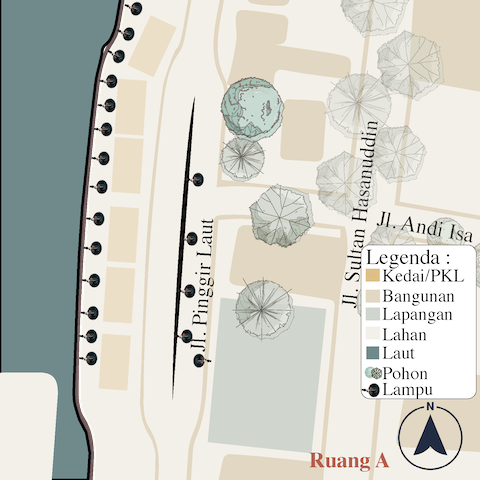 Jl. Pinggir Laut
Jl. Sultan Hasanuddin
Jl. Andi Isa
Legenda :
Kedai/PKL
Bangunan
Lapangan
Lahan
Laut
Pohon
Lampu
N
Ruang A